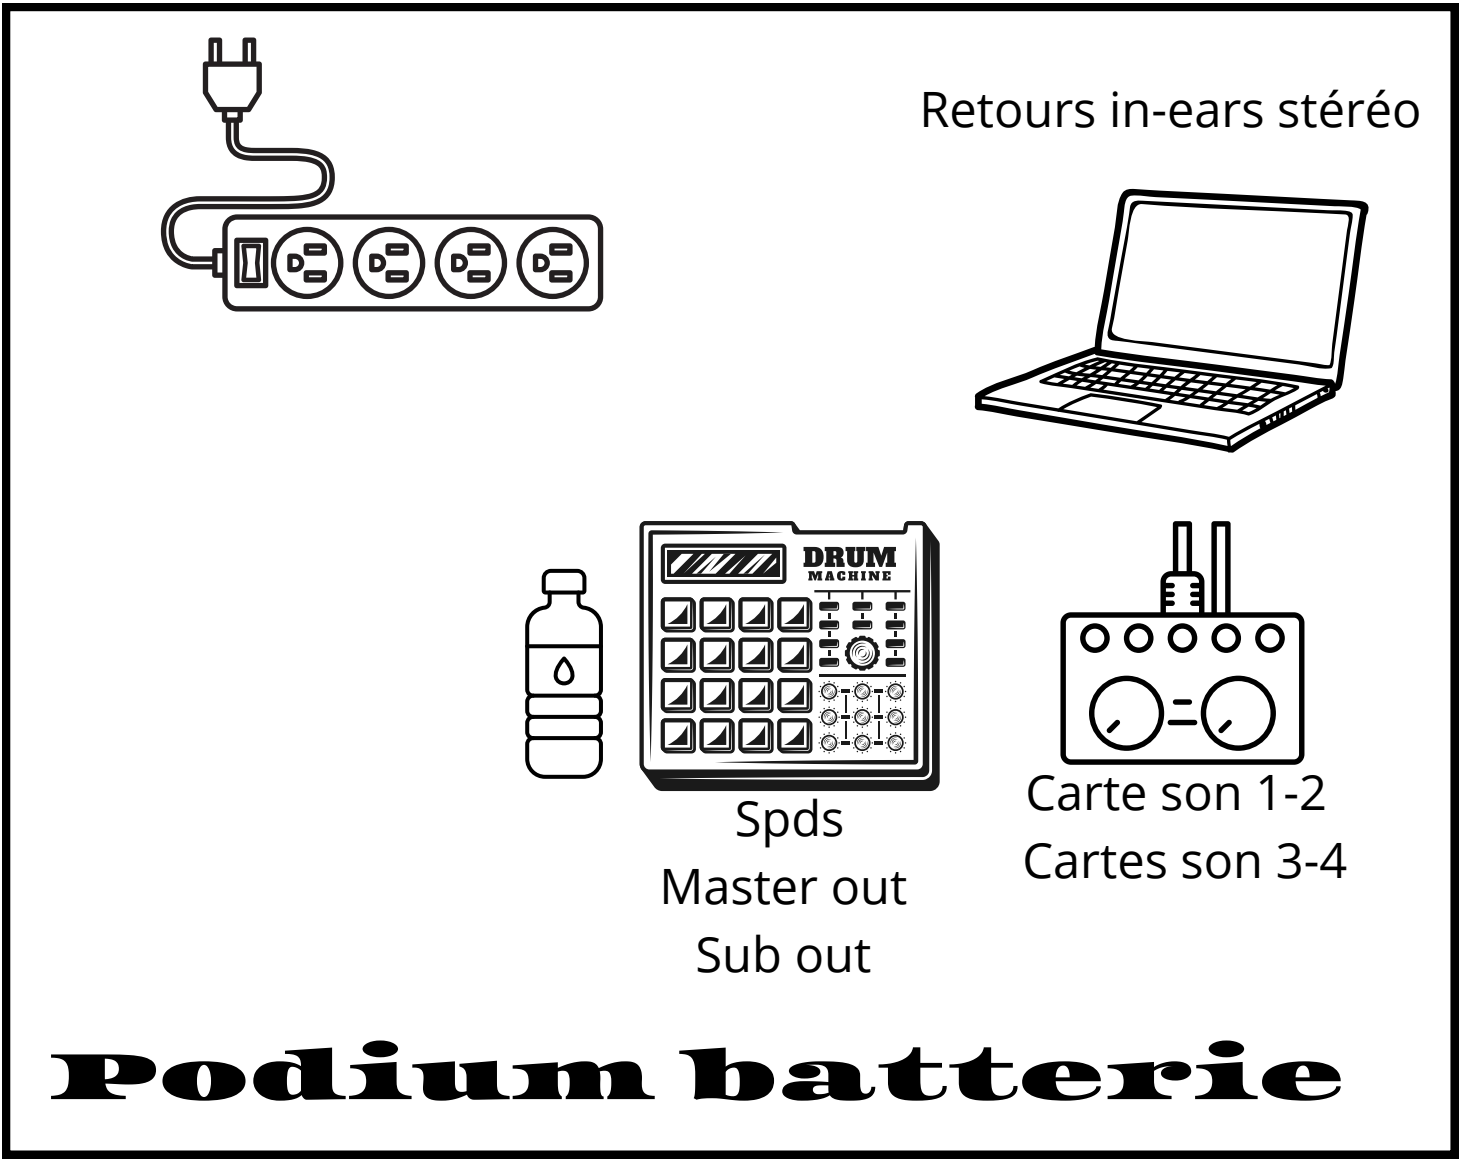 Retours in-ears stéréo
DRUM
MACHINE
Spds
Master out
Sub out
Carte son 1-2
Cartes son 3-4
Podium batterie